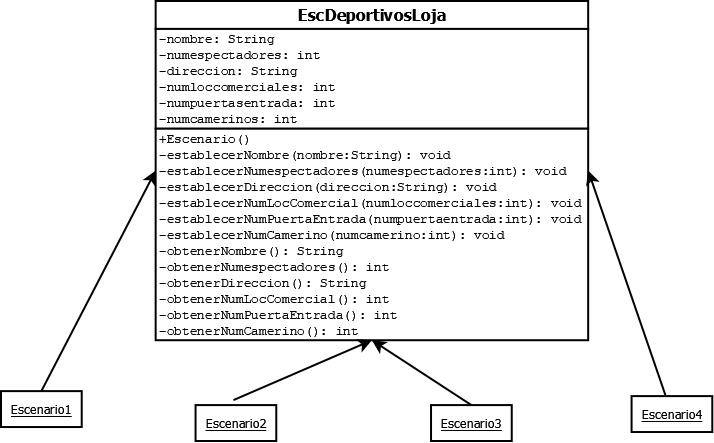 EscDeportivosLoja
-nombre: String
-numespectadores: int
-direccion: String
-numloccomerciales: int
-numpuertasentrada: int
-numcamerinos: int
+Escenario()
-establecerNombre(nombre:String): void
-establecerNumespectadores(numespectadores:int): void
-establecerDireccion(direccion:String): void
-establecerNumLocComercial(numloccomerciales:int): void
-establecerNumPuertaEntrada(numpuertaentrada:int): void
-establecerNumCamerino(numcamerino:int): void
-obtenerNombre(): String
-obtenerNumespectadores(): int
-obtenerDireccion(): String
-obtenerNumLocComercial(): int
-obtenerNumPuertaEntrada(): int
-obtenerNumCamerino(): int
Escenario1
Escenario2
Escenario3
Escenario4